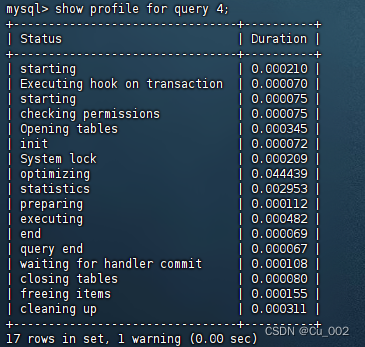 mysql> show profile for query 4;
+--------------------------------+----------+
| Status                         | Duration |
+--------------------------------+----------+
| starting                       | 0.000210 |
| Executing hook on transaction  | 0.000070 |
| starting                       | 0.000075 |
| checking permissions           | 0.000075 |
| Opening tables                 | 0.000345 |
| init                           | 0.000072 |
| System lock                    | 0.000209 |
| optimizing                     | 0.044439 |
| statistics                     | 0.002953 |
| preparing                      | 0.000112 |
| executing                      | 0.000482 |
| end                            | 0.000069 |
| query end                      | 0.000067 |
| waiting for handler commit     | 0.000108 |
| closing tables                 | 0.000080 |
| freeing items                  | 0.000155 |
| cleaning up                    | 0.000311 |
+--------------------------------+----------+
17 rows in set, 1 warning (0.00 sec)
CSDN @Cu_002